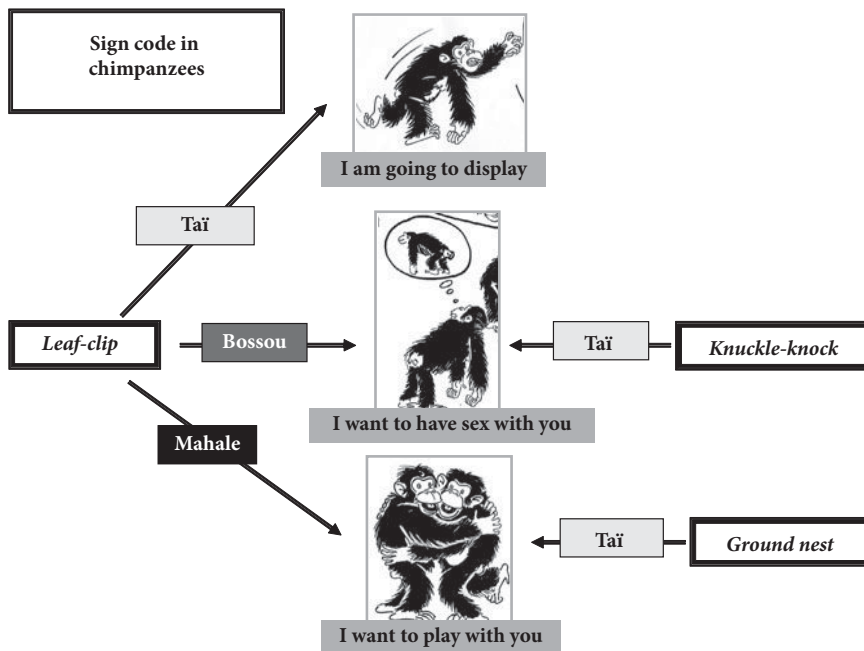 Sign code in
chimpanzees
I am going to display
Taï
Leaf-clip
Bossou
Taï
Knuckle-knock
I want to have sex with you
Mahale
Taï
Ground nest
I want to play with you